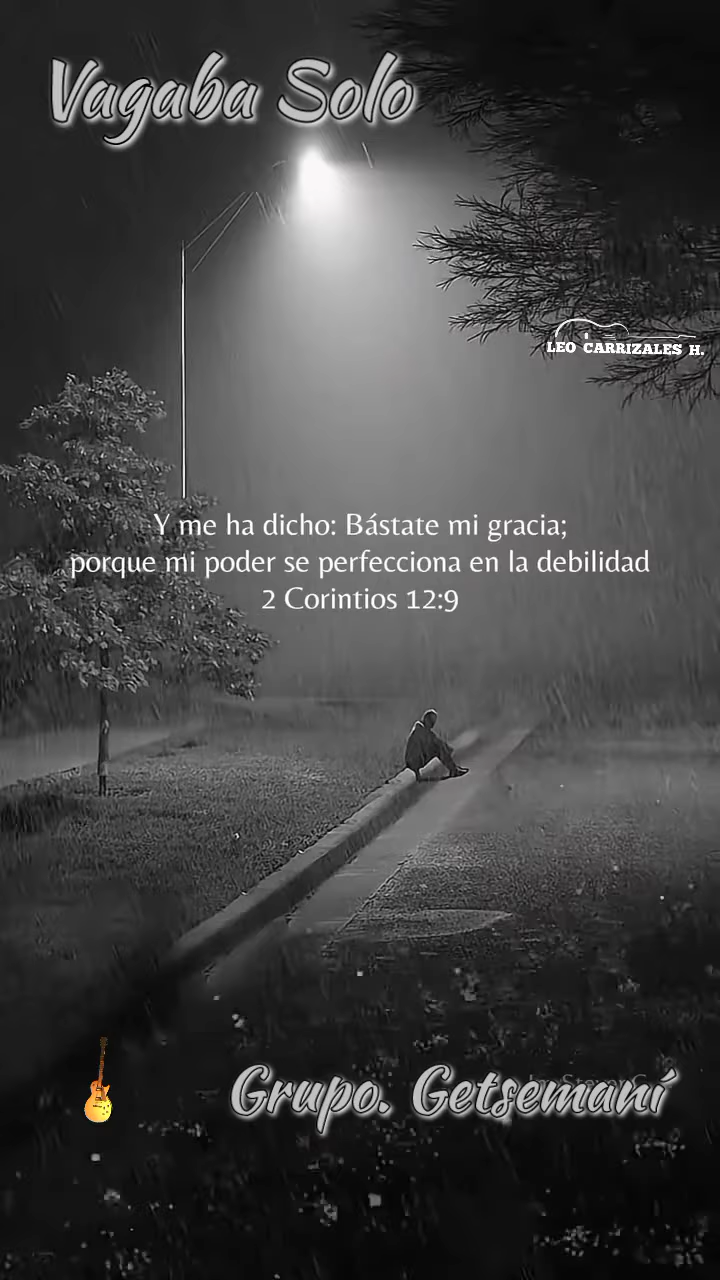 Vagaba Solo
LEO CARRIZALES H.
Y me ha dicho: Bástate mi gracia;
porque mi poder se perfecciona en la debilidad
2 Corintios 12:9
Grupo. Getsemaní